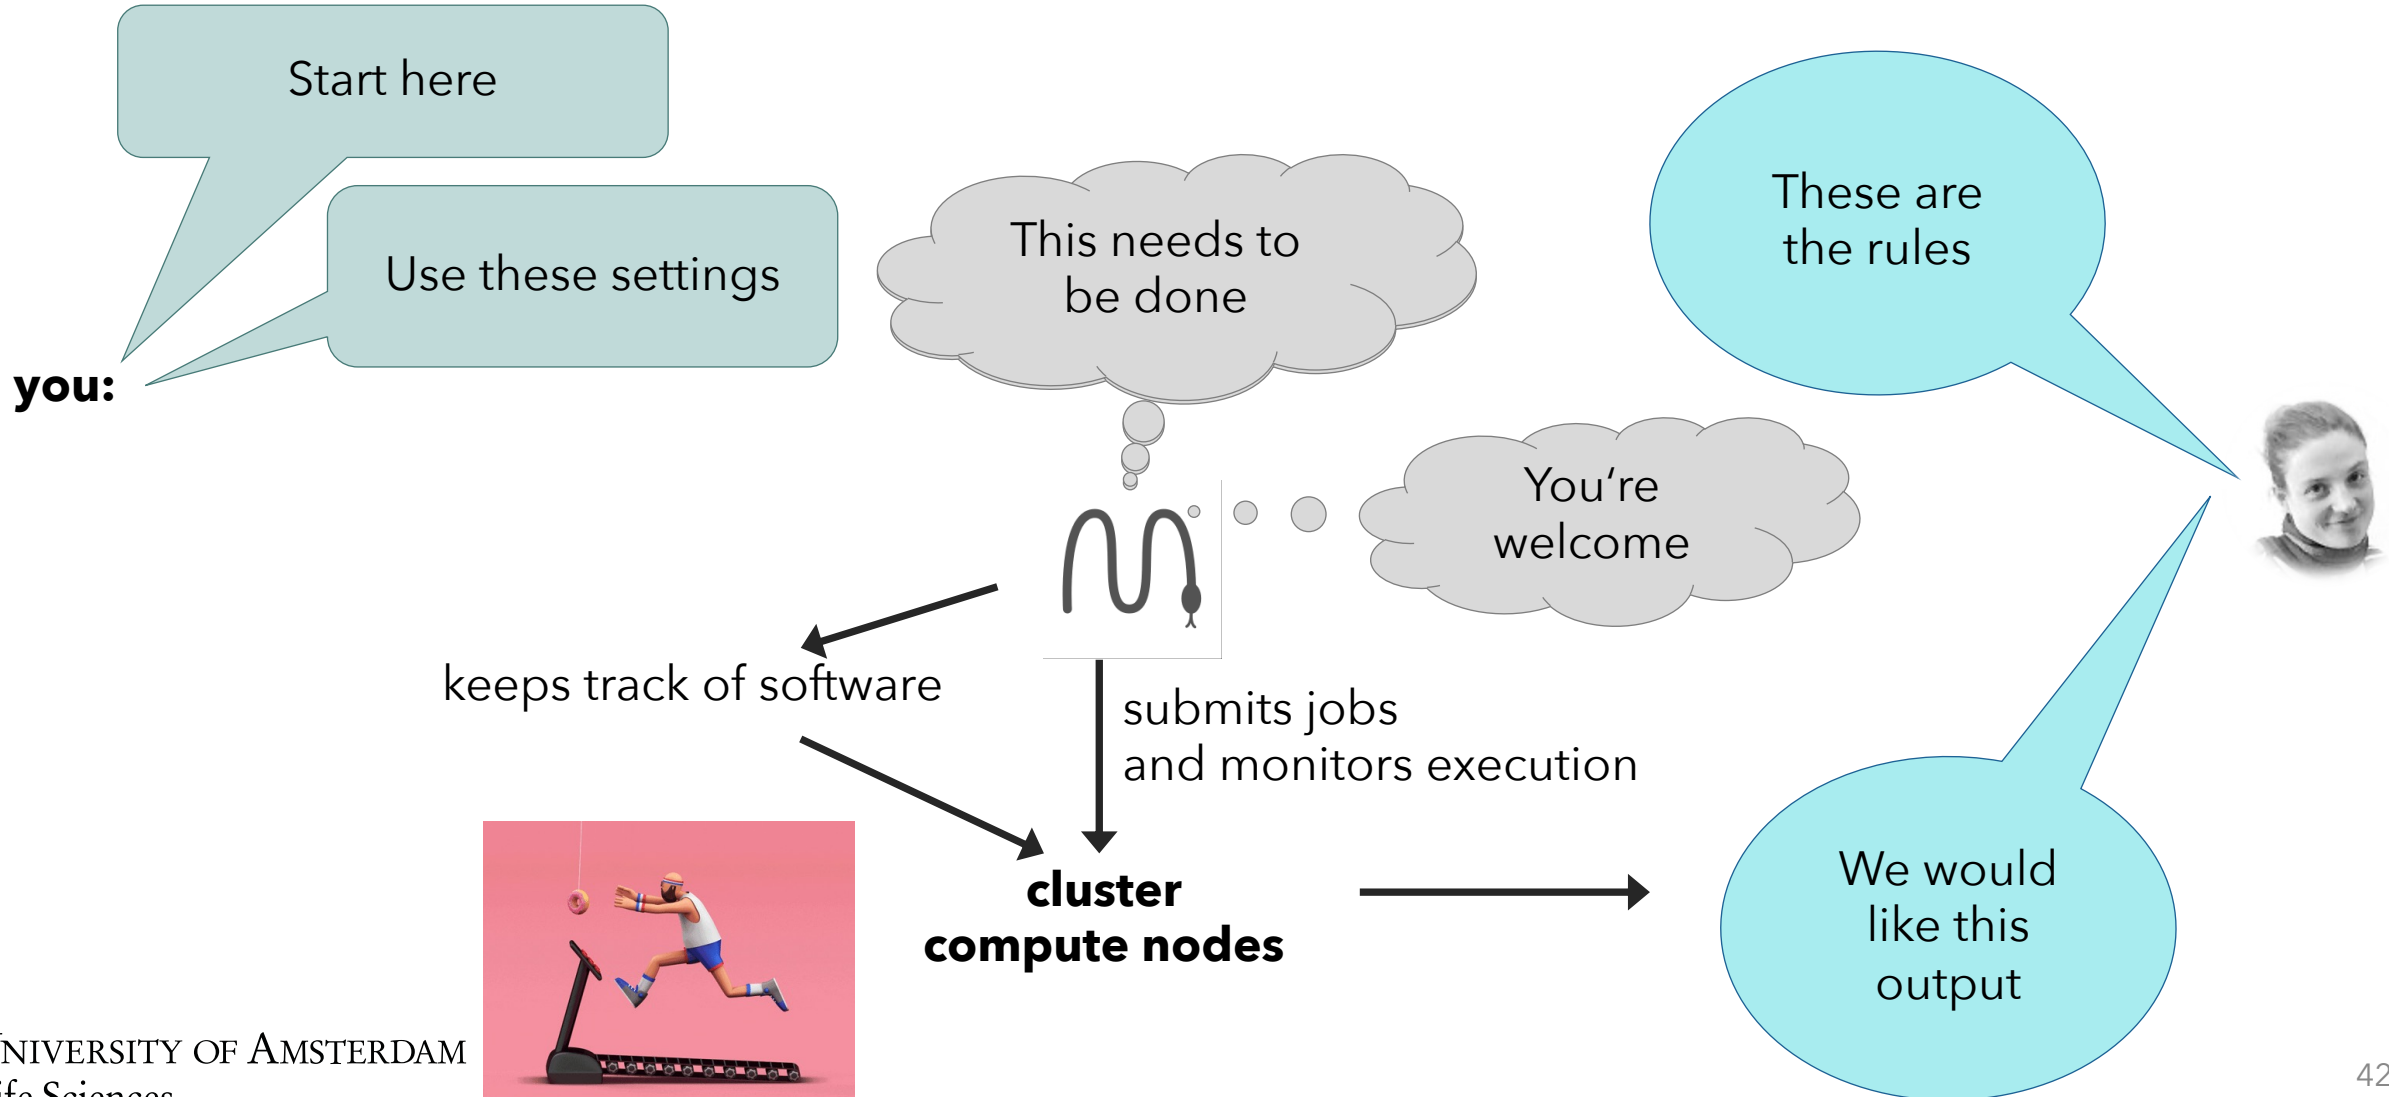 Start here
Use these settings
you:
This needs to
be done
These are
the rules
You‘re
welcome
keeps track of software
submits jobs
and monitors execution
cluster
compute nodes
We would
like this
output
NIVERSITY OF AMSTERDAM
ife Sciences
42